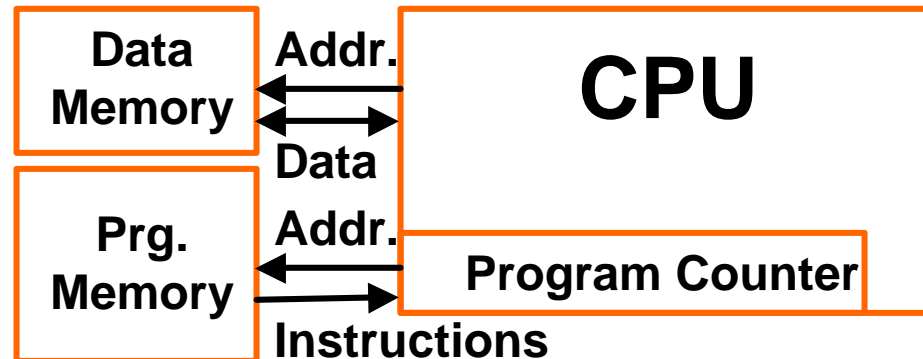 Data
Memory
Addr.
Data
CPU
Prg.
Memory
Addr.
Instructions
Program Counter